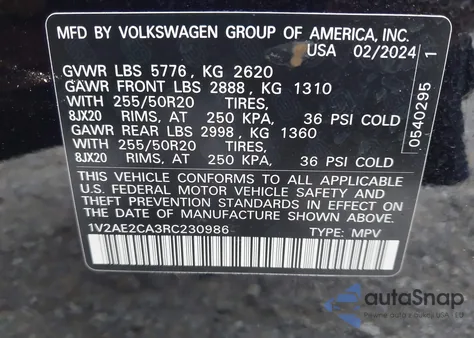 MFD BY VOLKSWAGEN GROUP OF AMERICA, INC.
USA 02/2024
GVWR LBS 5776, KG 2620
GAWR FRONT LBS 2888, KG 1310
WITH 255/50R20 TIRES,
8JX20 RIMS, AT 250 KPA, 36 PSI COLD
GAWR REAR LBS 2998, KG 1360
WITH 255/50R20 TIRES,
8JX20 RIMS, AT 250 KPA, 36 PSI COLD
THIS VEHICLE CONFORMS TO ALL APPLICABLE
U.S. FEDERAL MOTOR VEHICLE SAFETY AND
THEFT PREVENTION STANDARDS IN EFFECT ON
THE DATE OF MANUFACTURE SHOWN ABOVE.
1V2AE2CA3RC230986 TYPE: MPV
0540295 1
autoSnap